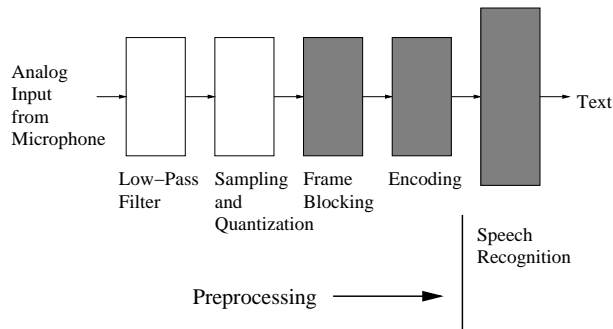 Analog
Input
from
Microphone
Text
Low−Pass
Filter
Sampling
and
Quantization
Frame
Blocking
Encoding
Speech
Recognition
Preprocessing